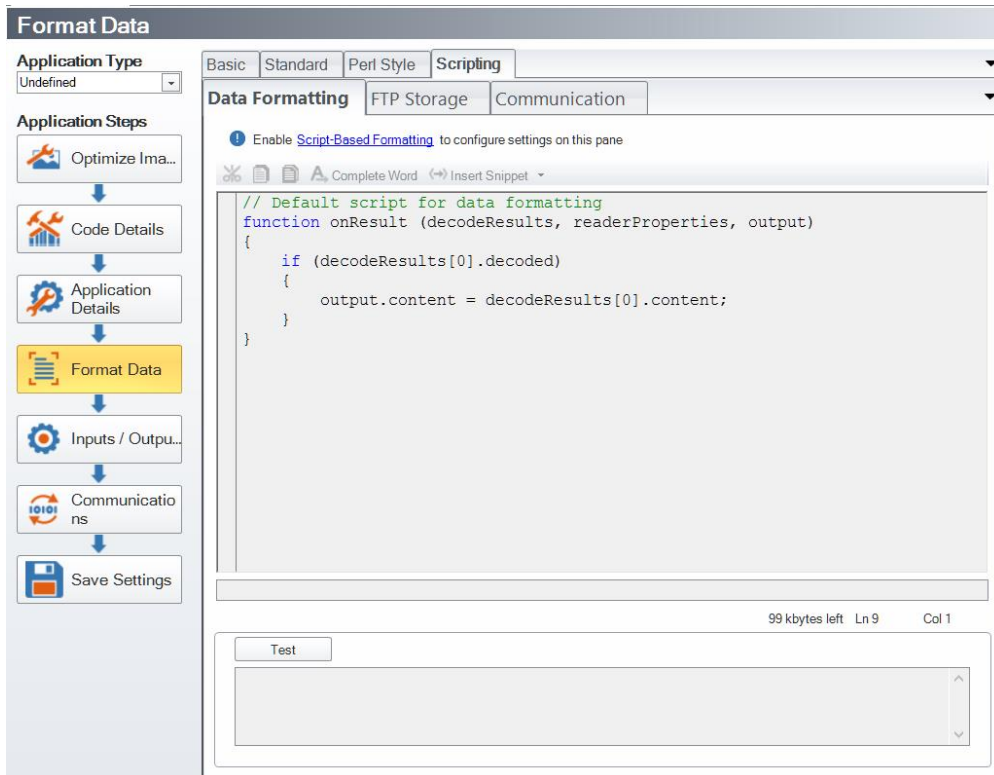 Format Data
Application Type
Undefined
Application Steps
Optimize Ima...
Code Details
Application
Details
Format Data
Inputs / Outpu...
Communicatio
ns
Save Settings
Basic Standard Perl Style Scripting
Data Formatting FTP Storage Communication
Enable Script-Based Formatting to configure settings on this pane
Complete Word Insert Snippet
// Default script for data formatting
function onResult (decodeResults, readerProperties, output)
{
    if (decodeResults[0].decoded)
    {
        output.content = decodeResults[0].content;
    }
}
99 kbytes left Ln 9 Col 1
Test